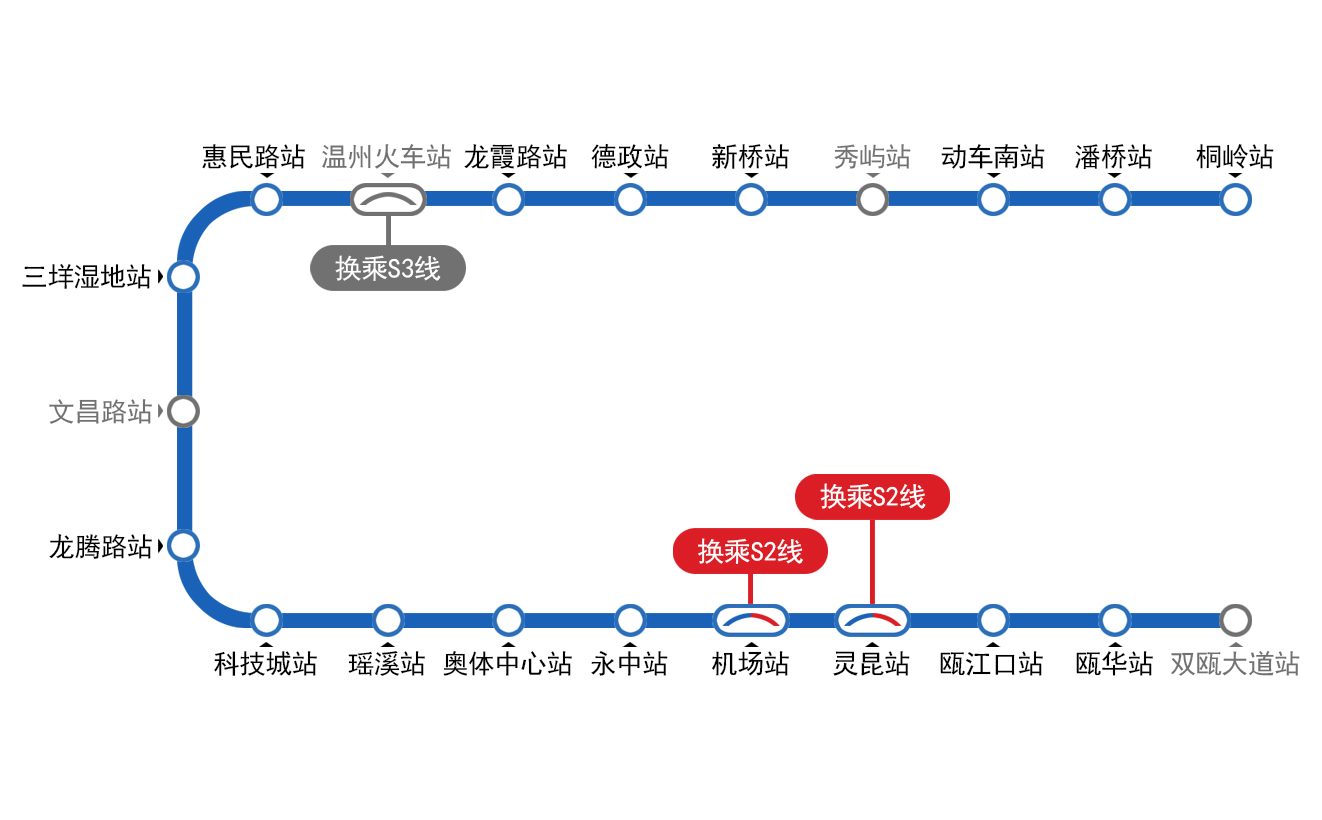 惠民路站
温州火车站
龙霞路站
德政站
新桥站
秀屿站
动车南站
潘桥站
桐岭站
换乘S3线
三垟湿地站
文昌路站
龙腾路站
换乘S2线
换乘S2线
科技城站
瑶溪站
奥体中心站
永中站
机场站
灵昆站
瓯江口站
瓯华站
双瓯大道站